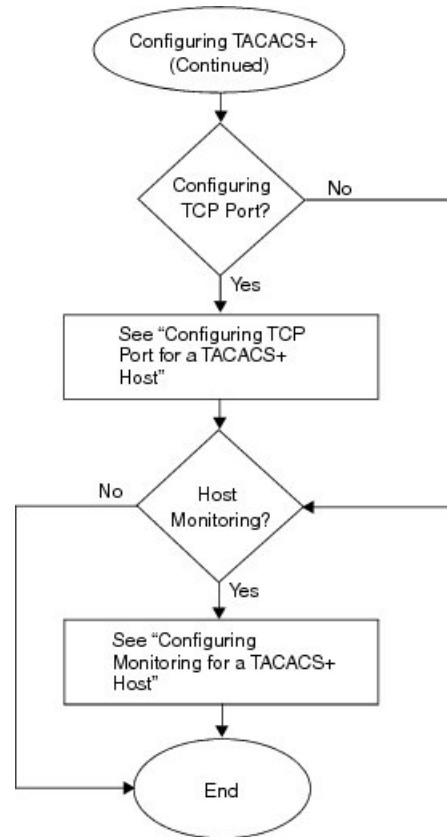 Configuring TACACS+
(Continued)
Configuring
TCP Port?
No
Yes
See “Configuring TCP
Port for a TACACS+
Host”
No
Host
Monitoring?
Yes
See “Configuring
Monitoring for a TACACS+
Host”
End